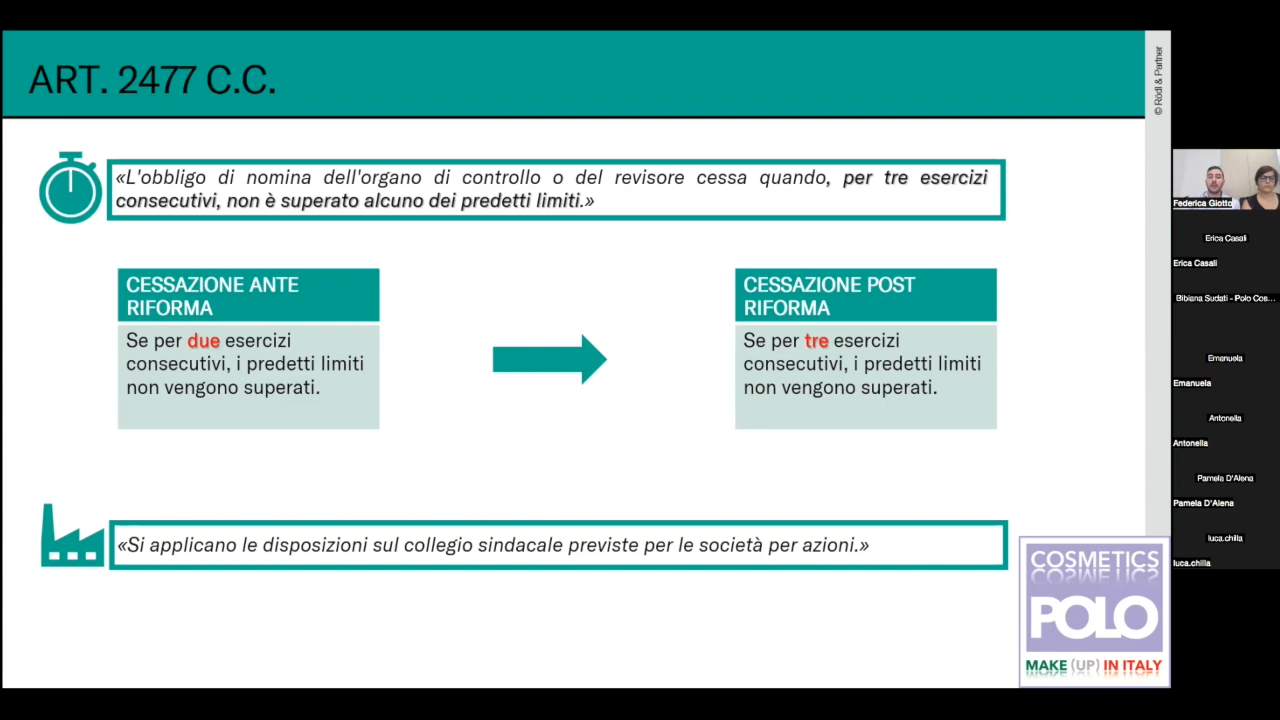 ART. 2477 C.C.
© Rödl & Partner
«L'obbligo di nomina dell'organo di controllo o del revisore cessa quando, per tre esercizi
consecutivi, non è superato alcuno dei predetti limiti.»
CESSAZIONE ANTE
RIFORMA
Se per due esercizi
consecutivi, i predetti limiti
non vengono superati.
CESSAZIONE POST
RIFORMA
Se per tre esercizi
consecutivi, i predetti limiti
non vengono superati.
«Si applicano le disposizioni sul collegio sindacale previste per le società per azioni.»
COSMETICS
POLO
MAKE (UP) IN ITALY
Federica Giotto
Erica Casali
Erica Casali
Bibiana Sudati - Polo Cos...
Emanuela
Emanuela
Antonella
Antonella
Pamela D'Alena
Pamela D'Alena
luca.chilla
luca.chilla